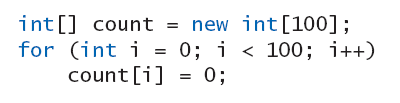 int[] count = new int[100];
for (int i = 0; i < 100; i++)
    count[i] = 0;